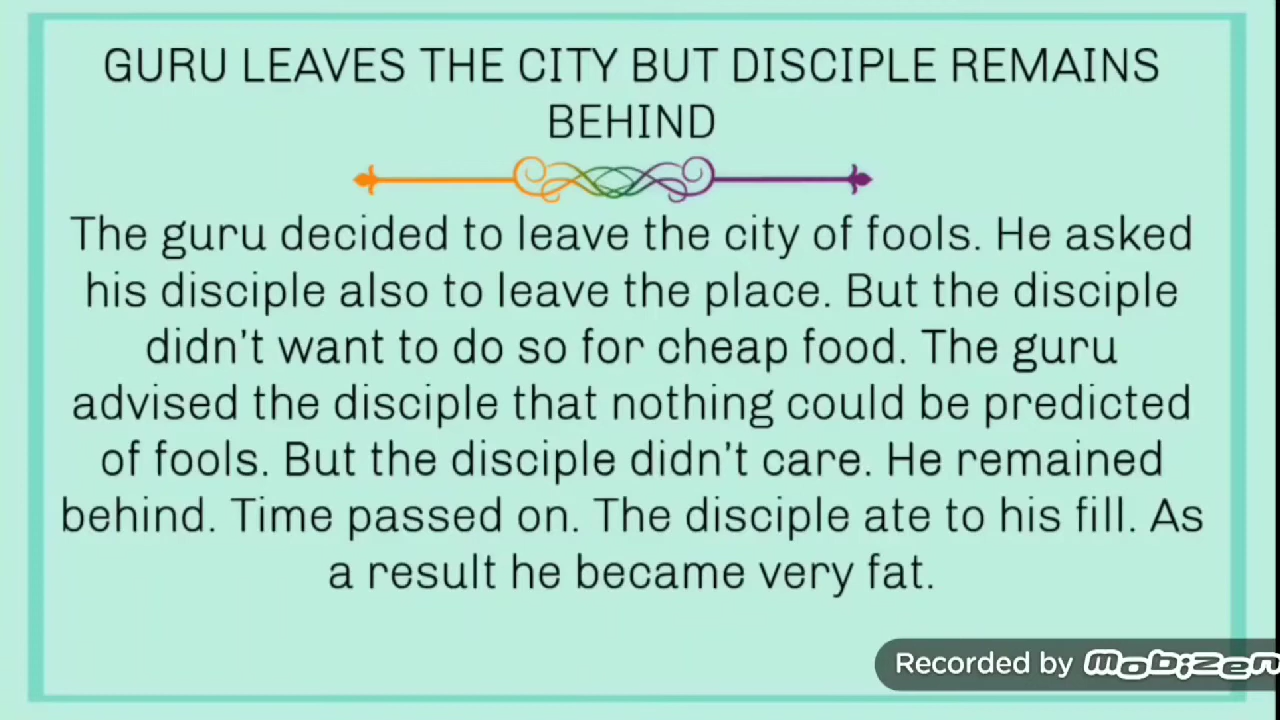 GURU LEAVES THE CITY BUT DISCIPLE REMAINS
BEHIND
The guru decided to leave the city of fools. He asked
his disciple also to leave the place. But the disciple
didn't want to do so for cheap food. The guru
advised the disciple that nothing could be predicted
of fools. But the disciple didn't care. He remained
behind. Time passed on. The disciple ate to his fill. As
a result he became very fat.
Recorded by Mobizen